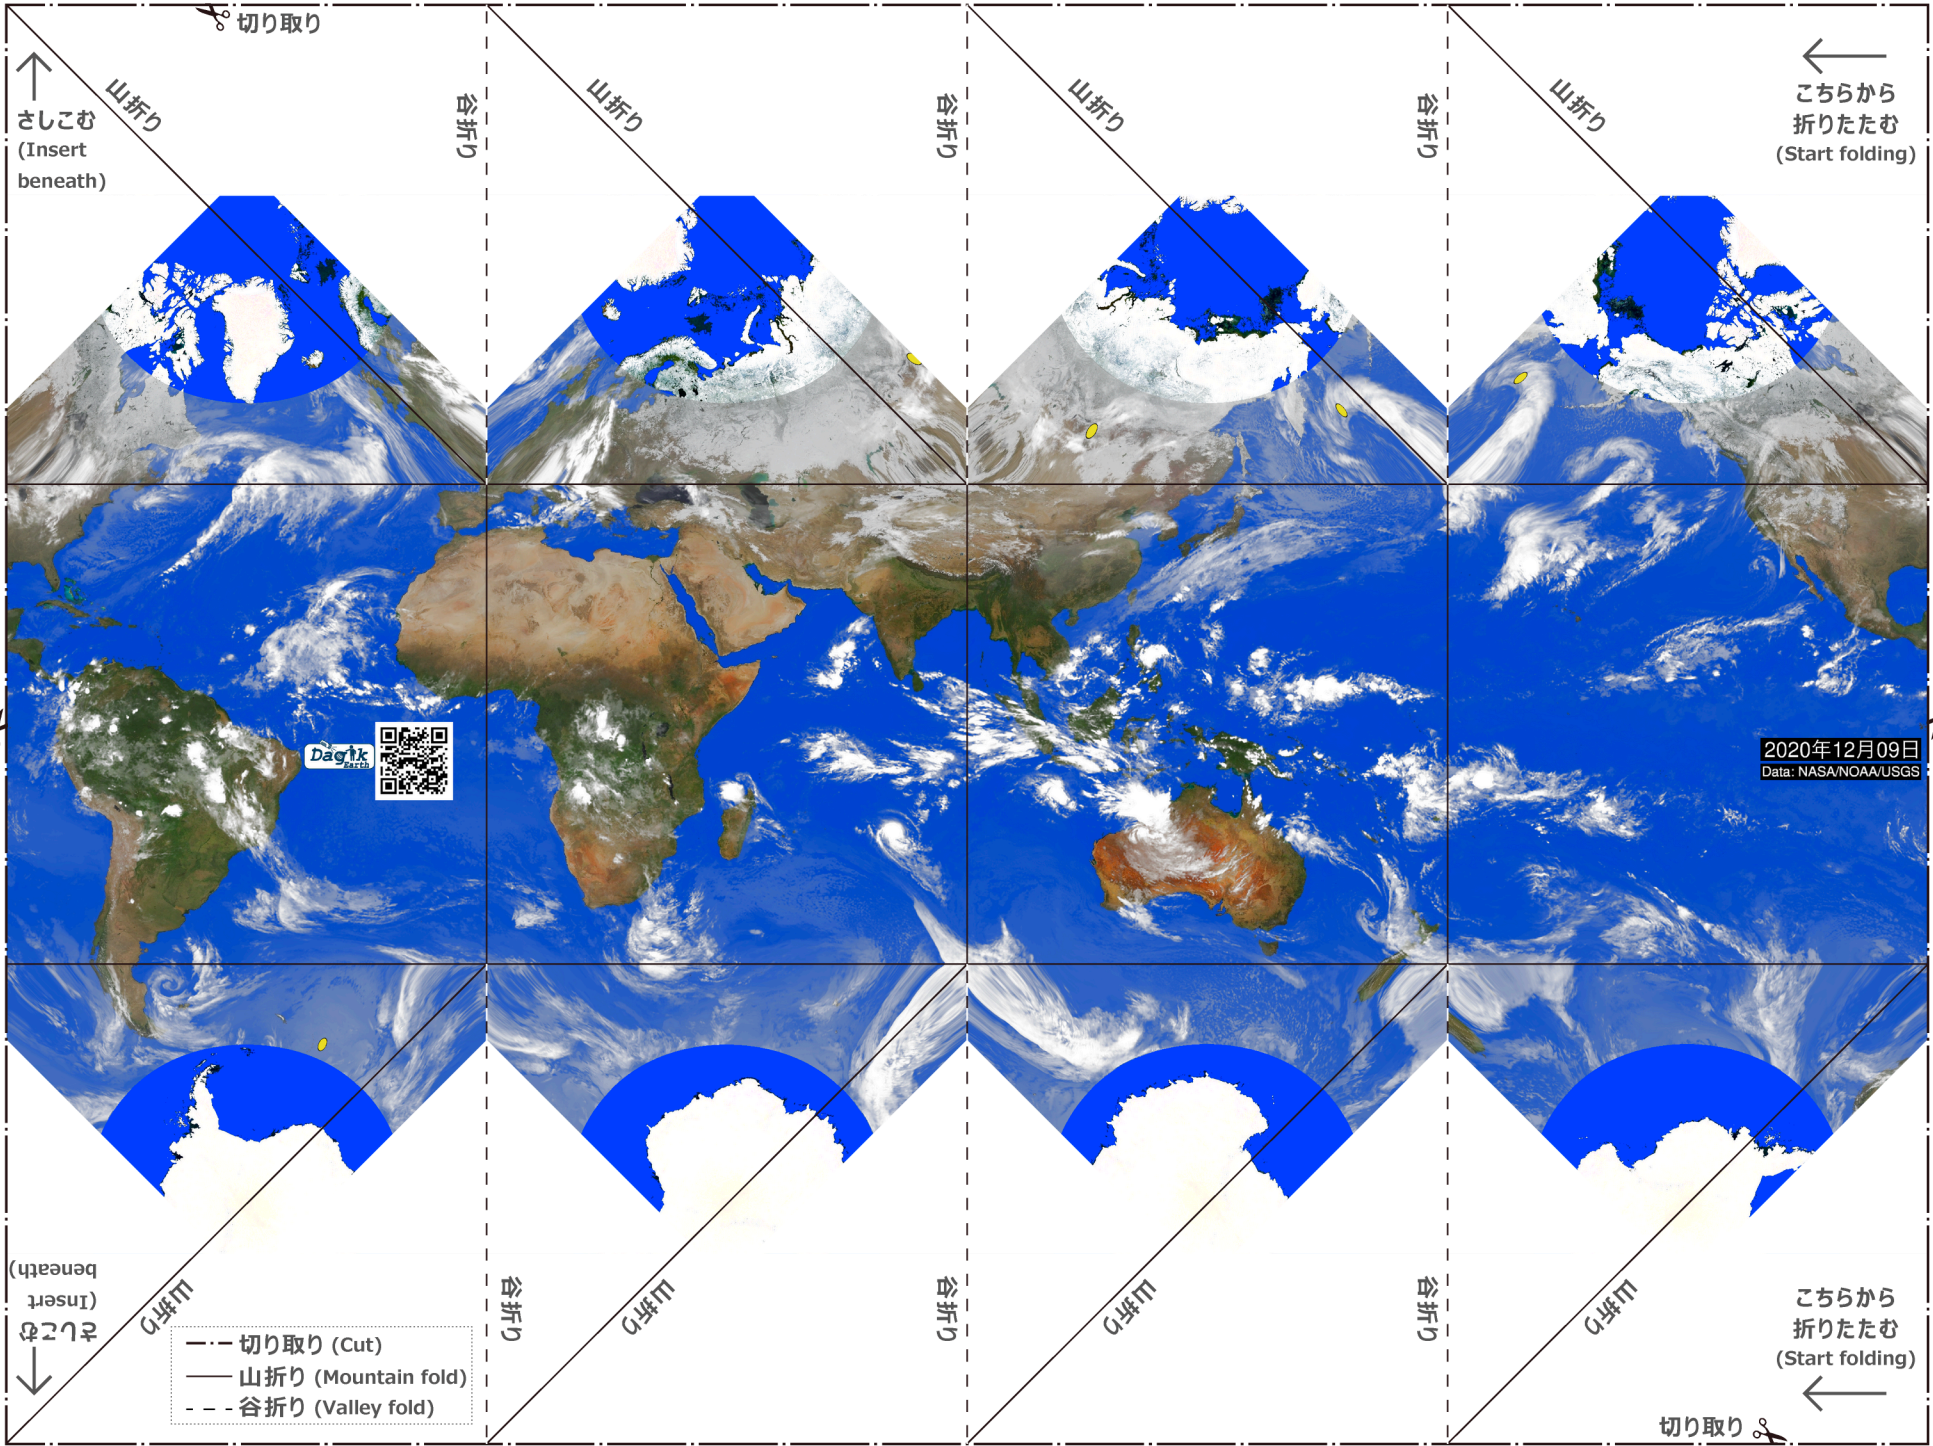 切り取り
山折り
谷折り
山折り
谷折り
山折り
谷折り
山折り
さしこむ
(Insert
beneath)
こちらから
折りたたむ
(Start folding)
Dagik
Earth
2020年12月09日
Data: NASA/NOAA/USGS
さしこむ
(Insert
beneath)
山折り
谷折り
山折り
谷折り
山折り
谷折り
山折り
こちらから
折りたたむ
(Start folding)
切り取り (Cut)
山折り (Mountain fold)
谷折り (Valley fold)
切り取り